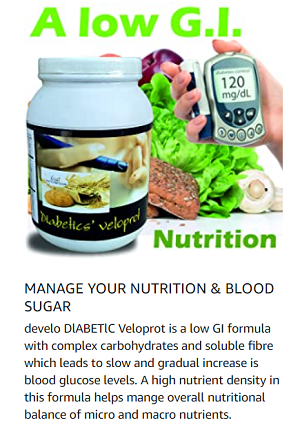 A low G.I.
diabetes control
120
mg/dL
Diabetics' veloprot
Nutrition
MANAGE YOUR NUTRITION & BLOOD
SUGAR
develo DIABETIC Veloprot is a low GI formula
with complex carbohydrates and soluble fibre
which leads to slow and gradual increase is
blood glucose levels. A high nutrient density in
this formula helps mange overall nutritional
balance of micro and macro nutrients.